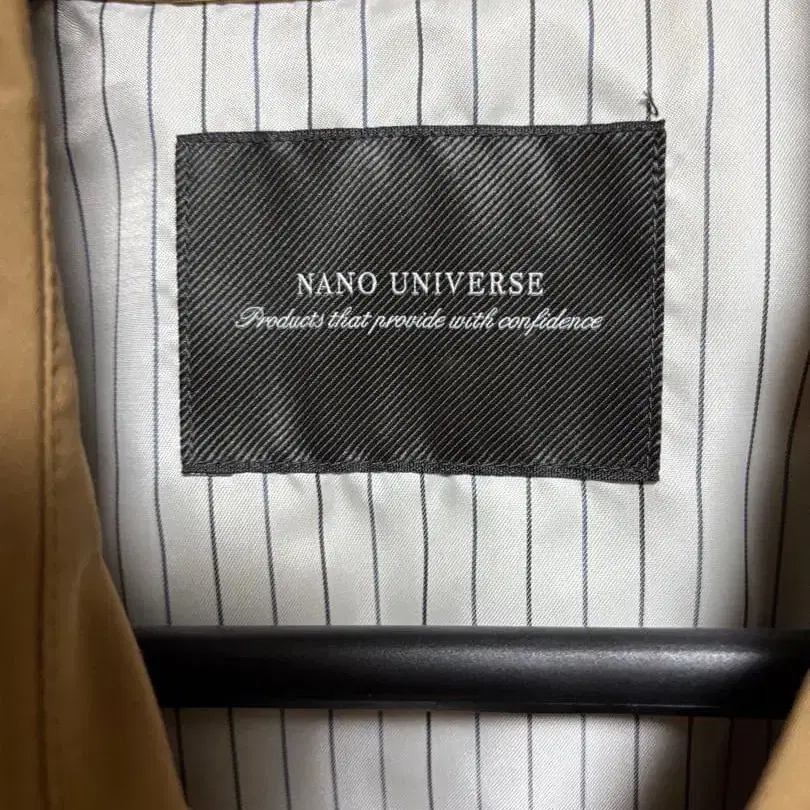 NANO UNIVERSE
Products that provide with confidence